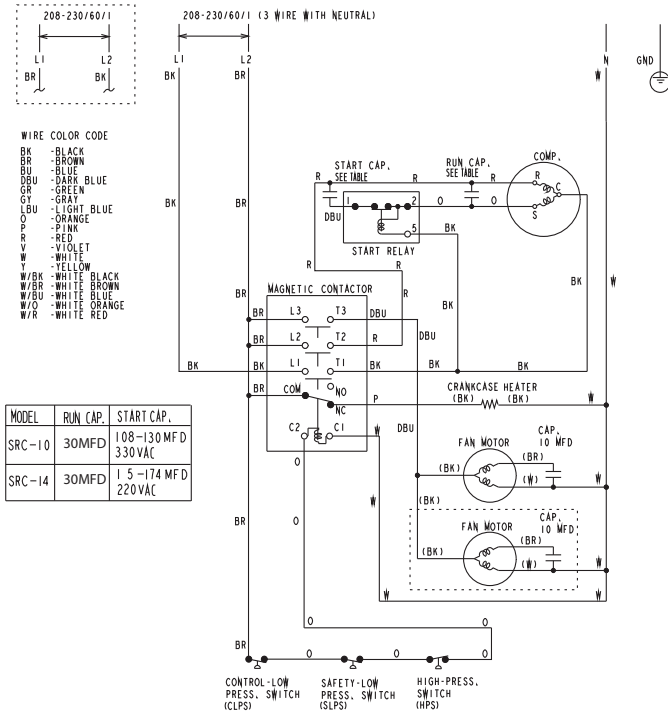 208-230/60/1
L1 L2
BR BK
208-230/60/1 (3 WIRE WITH NEUTRAL)
L1 L2 N GND
BK BR W
WIRE COLOR CODE
BK -BLACK
BR -BROWN
BU -BLUE
DBU -DARK BLUE
GR -GREEN
GY -GRAY
LBU -LIGHT BLUE
O -ORANGE
P -PINK
R -RED
V -VIOLET
W -WHITE
Y -YELLOW
W/BK -WHITE BLACK
W/BR -WHITE BROWN
W/BU -WHITE BLUE
W/O -WHITE ORANGE
W/R -WHITE RED
START CAP.
SEE TABLE
RUN CAP.
SEE TABLE
COMP.
R R R R
C
S
DBU 1 2 O O
5 BK
START RELAY
BK BR
R R
BK W
BR
MAGNETIC CONTACTOR
R BK
BR L3 T3 DBU
DBU
BR L2 T2 R
BK BK L1 T1 BK BK BK
BR COM NO
NC P
CRANKCASE HEATER
(BK) (BK)
W
C2 C1
DBU
O
MODEL RUN CAP. START CAP.
SRC-10 30MFD 108-130MFD
330VAC
SRC-14 30MFD 1 5-174MFD
220VAC
FAN MOTOR
CAP.
10 MFD
(BK) (BR)
(W) W
(BK)
W
BR O
FAN MOTOR
CAP.
10 MFD
(BK) (BR)
(W) W
W W
O O
BR O O O
CONTROL-LOW
PRESS. SWITCH
(CLPS)
SAFETY-LOW
PRESS. SWITCH
(SLPS)
HIGH-PRESS.
SWITCH
(HPS)